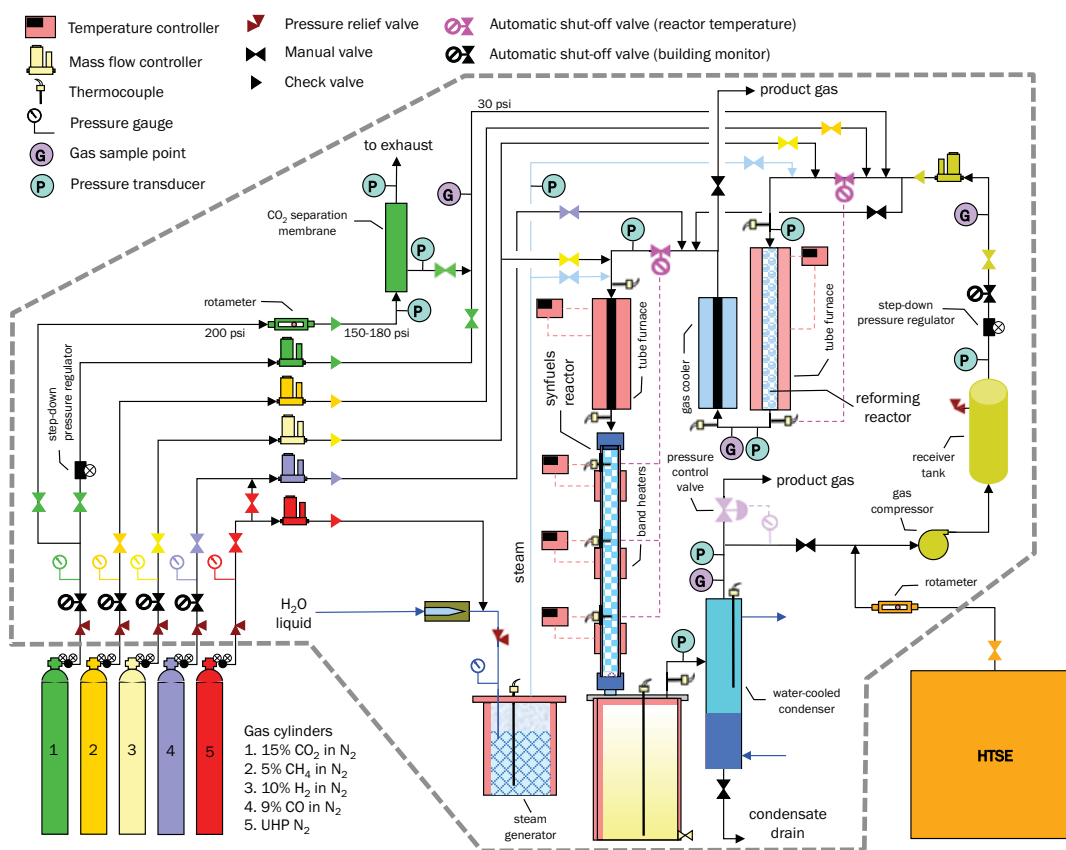 Temperature controller
Mass flow controller
Thermocouple
Pressure gauge
G
Gas sample point
P
Pressure transducer
Pressure relief valve
Manual valve
Check valve
Automatic shut-off valve (reactor temperature)
Automatic shut-off valve (building monitor)
30 psi
product gas
to exhaust
P
G
P
CO2 separation
membrane
P
P
P
P
G
rotameter
200 psi
150-180 psi
P
step-down
pressure regulator
step-down
pressure regulator
tube furnace
gas cooler
tube furnace
P
synfuels
reactor
reforming
reactor
receiver
tank
G
P
pressure
control
valve
product gas
gas
compressor
band heaters
steam
P
G
rotameter
H2O
liquid
P
water-cooled
condenser
HTSE
1
2
3
4
5
Gas cylinders
1. 15% CO2 in N2
2. 5% CH4 in N2
3. 10% H2 in N2
4. 9% CO in N2
5. UHP N2
steam
generator
condensate
drain